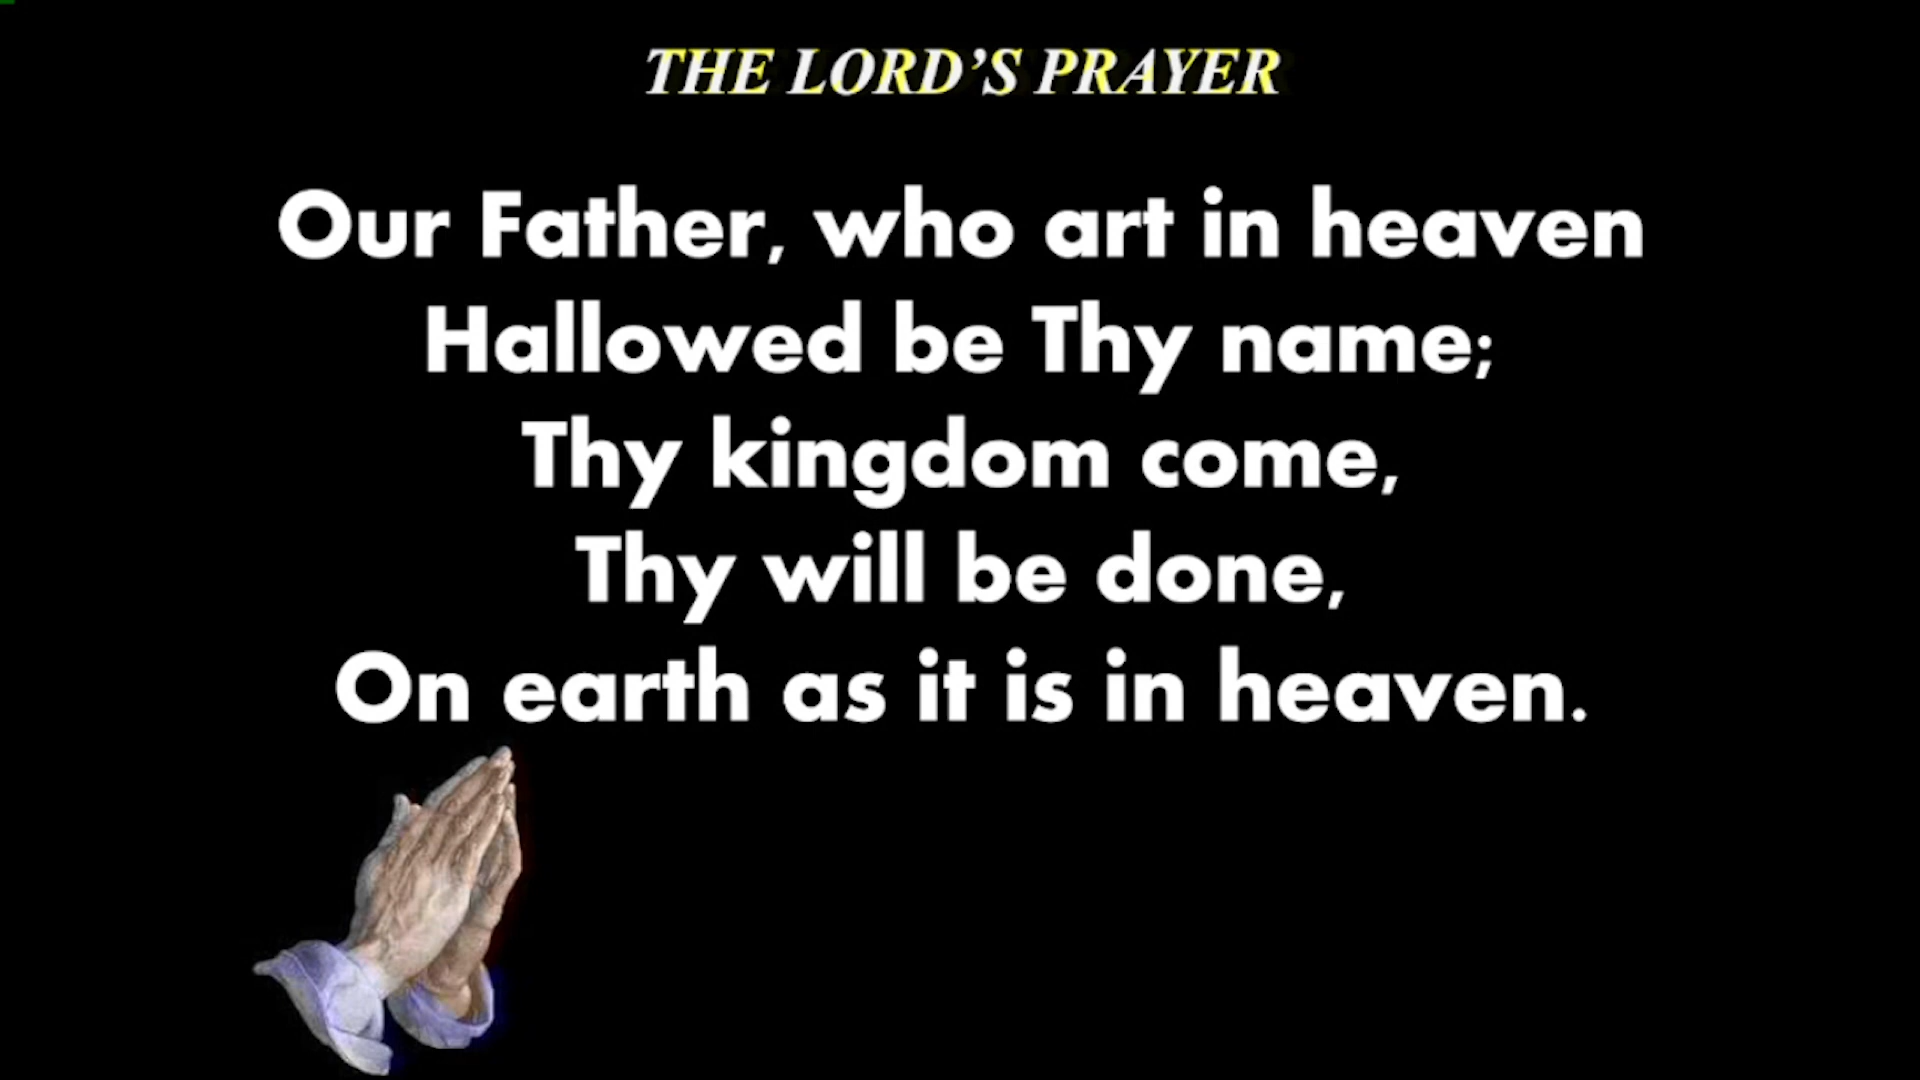 THE LORD’S PRAYER
Our Father, who art in heaven
Hallowed be Thy name;
Thy kingdom come,
Thy will be done,
On earth as it is in heaven.